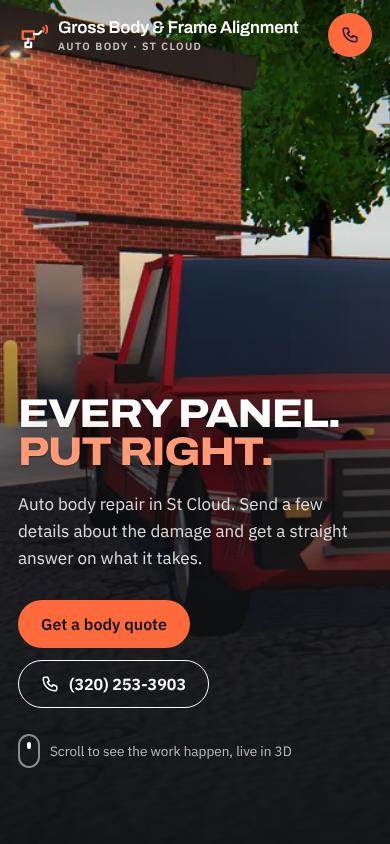 Gross Body & Frame Alignment
AUTO BODY · ST CLOUD
EVERY PANEL.
PUT RIGHT.
Auto body repair in St Cloud. Send a few
details about the damage and get a straight
answer on what it takes.
Get a body quote
(320) 253-3903
Scroll to see the work happen, live in 3D